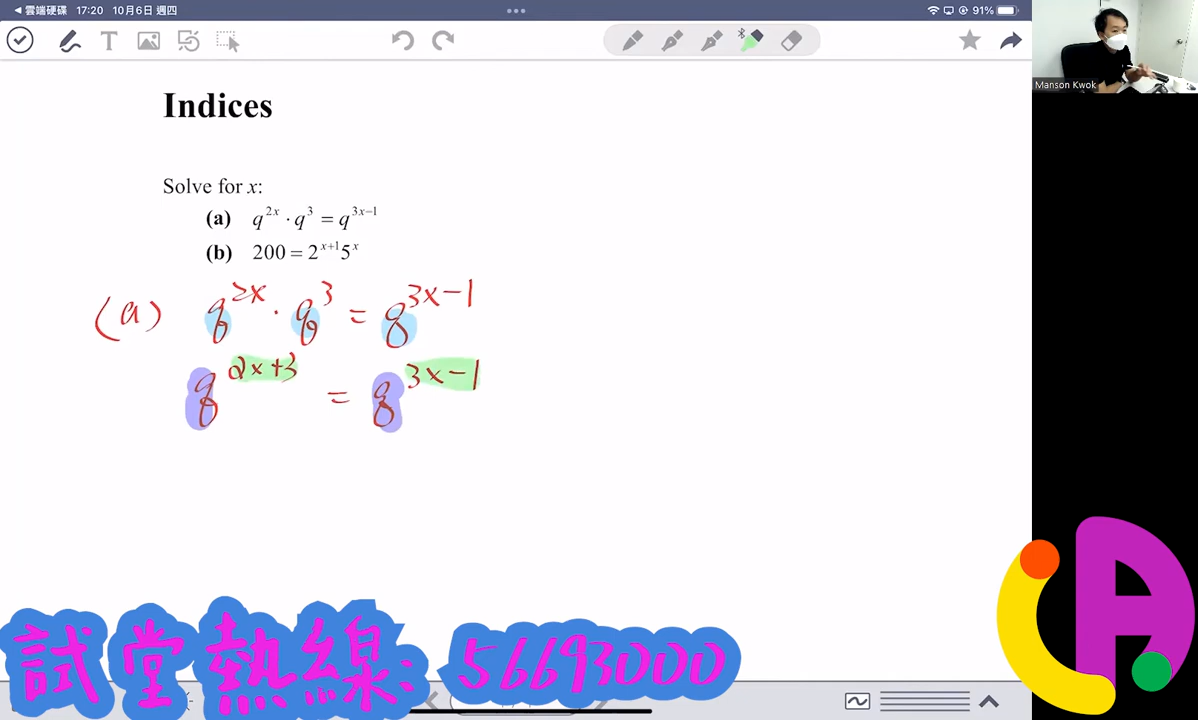 雲端硬碟 17:20 10月6日 週四 91%
Manson Kwok
Indices
Solve for x:
(a) q^{2x} · q^3 = q^{3x−1}
(b) 200 = 2^{x+1}5^x
(a) q^{2x} · q^3 = q^{3x−1}
q^{2x+3} = q^{3x−1}
試堂熱線: 56693000